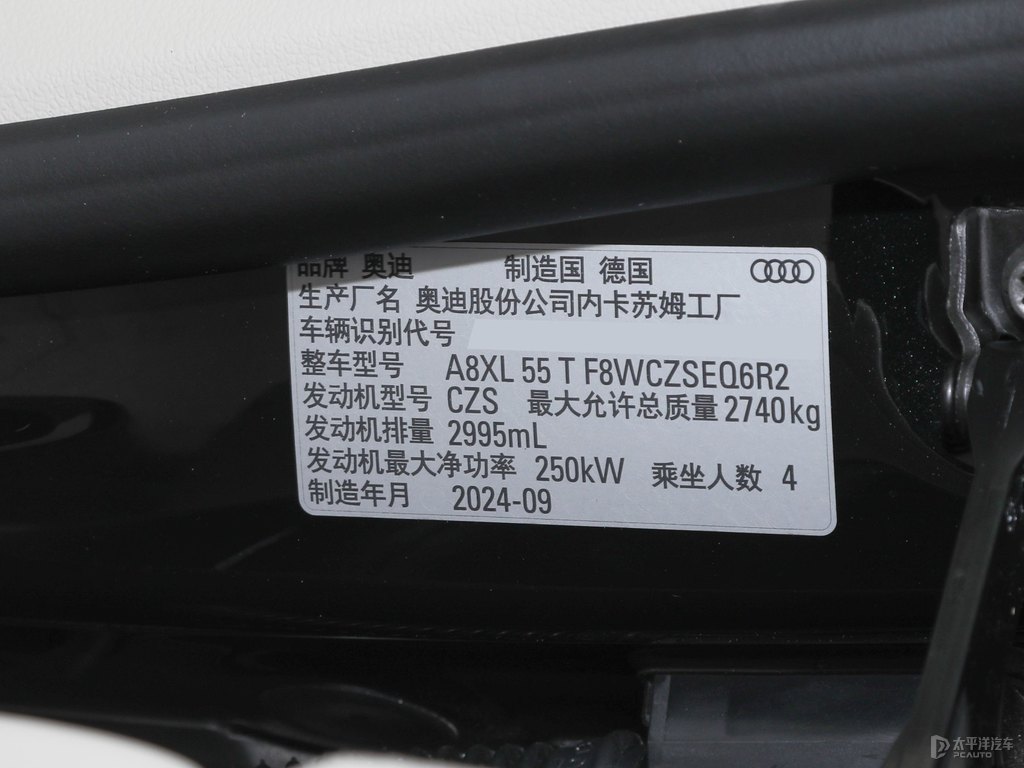 品牌 奥迪 制造国 德国
生产厂名 奥迪股份公司内卡苏姆工厂
车辆识别代号
整车型号 A8XL 55 T F8WCZSEQ6R2
发动机型号 CZS 最大允许总质量 2740kg
发动机排量 2995mL
发动机最大净功率 250kW 乘坐人数 4
制造年月 2024-09
太平洋汽车
PCAUTO